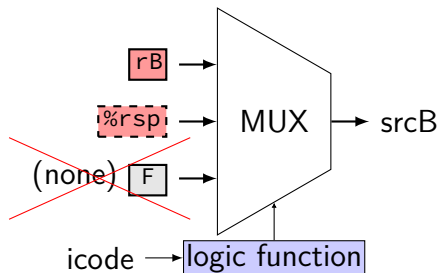 rB
%rsp
MUX
srcB
(none) F
icode
logic function